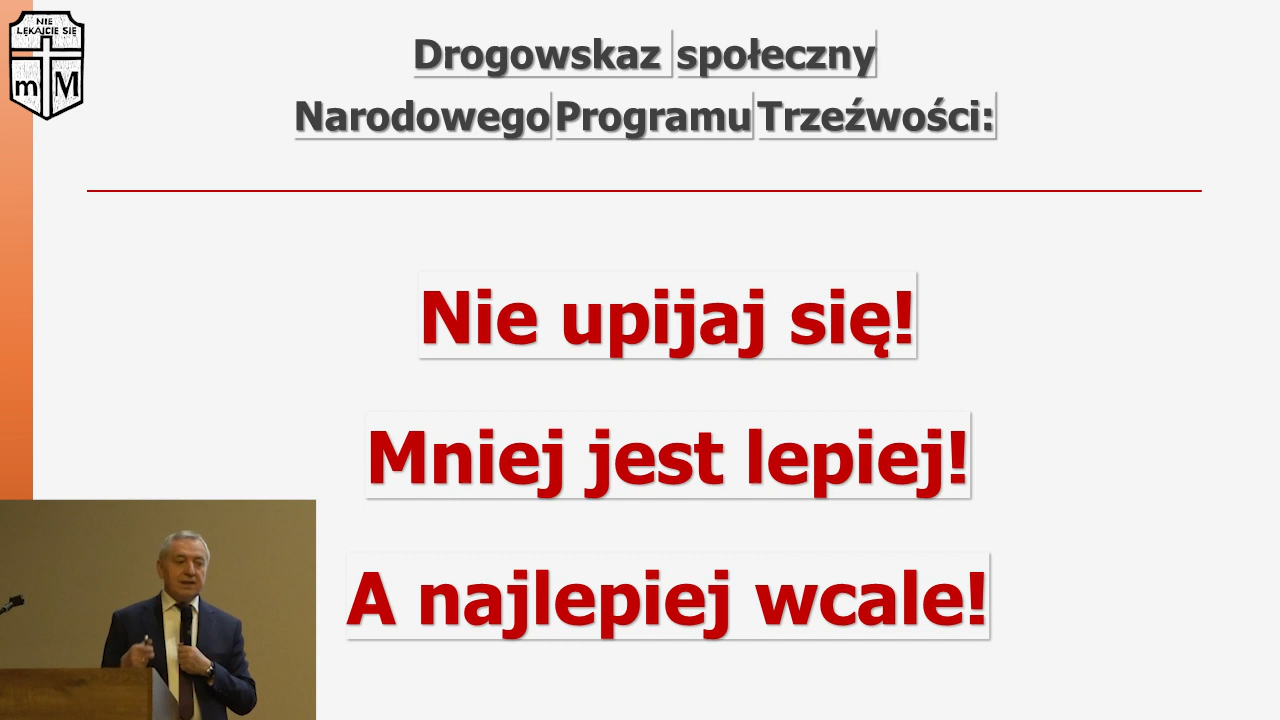 NIE
LĘKAJCIE SIĘ
m M
Drogowskaz społeczny
Narodowego Programu Trzeźwości:
Nie upijaj się!
Mniej jest lepiej!
A najlepiej wcale!